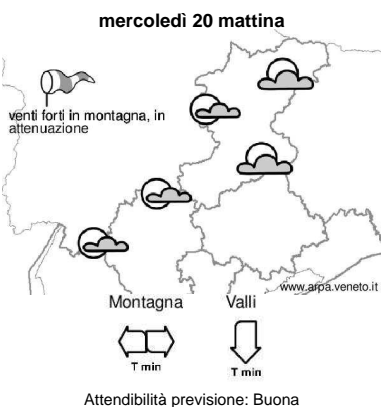 mercoledì 20 mattina
venti forti in montagna, in
attenuazione
www.arpa.veneto.it
Montagna Valli
T min T min
Attendibilità previsione: Buona